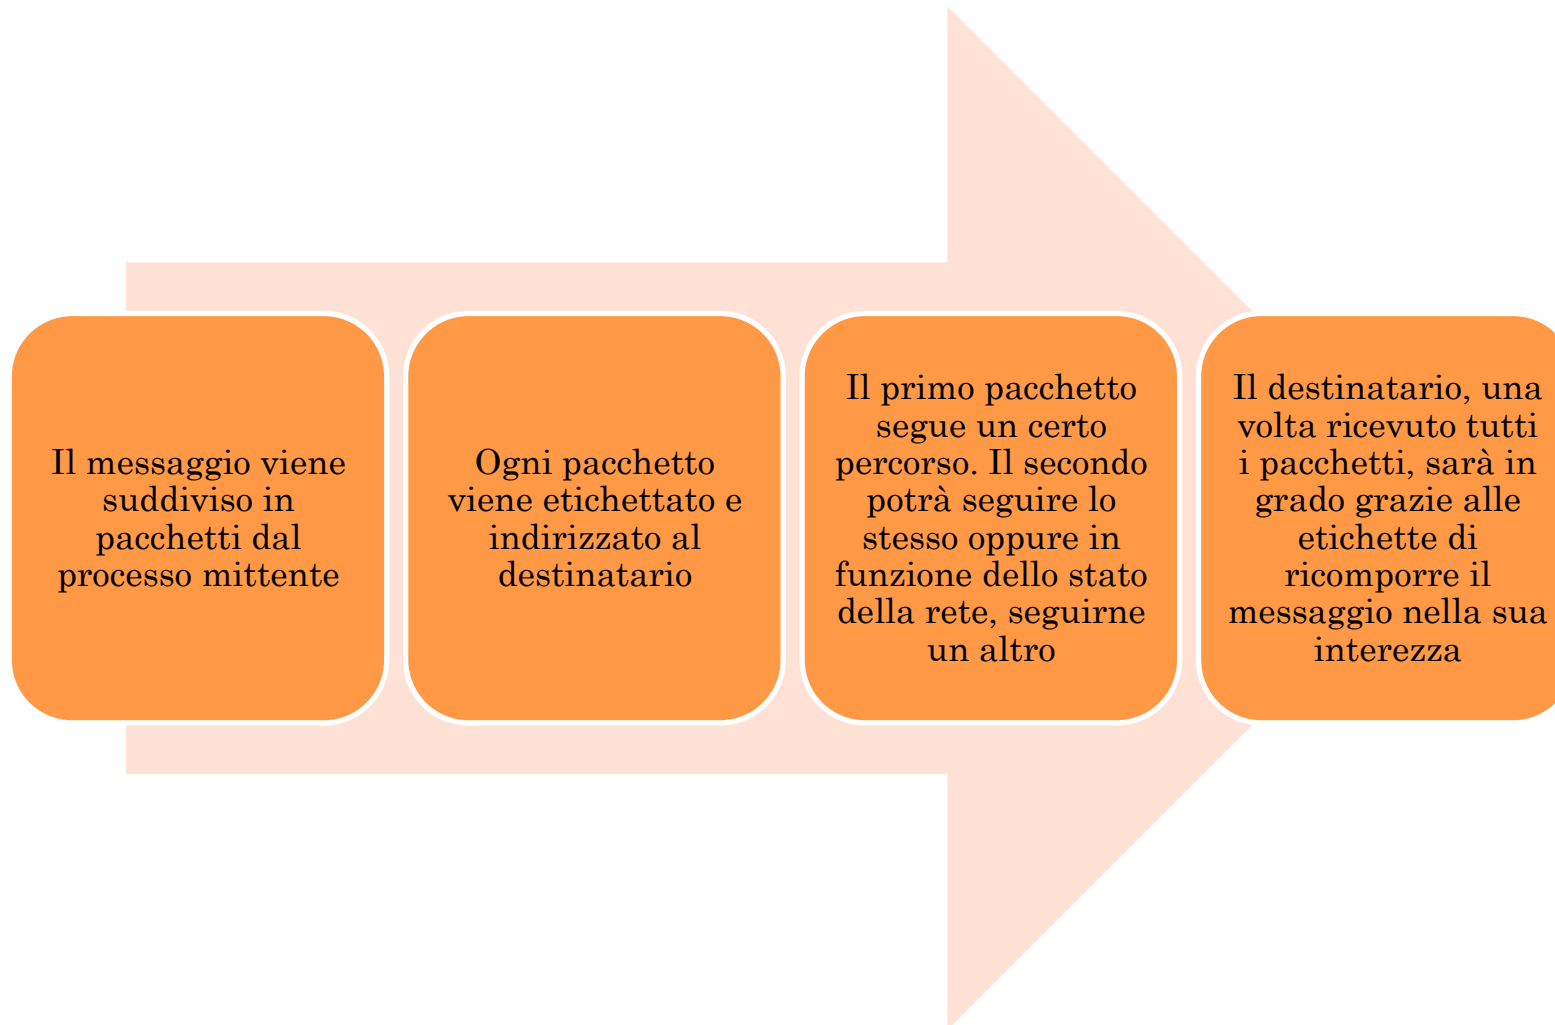 Il messaggio viene
suddiviso in
pacchetti dal
processo mittente
Ogni pacchetto
viene etichettato e
indirizzato al
destinatario
Il primo pacchetto
segue un certo
percorso. Il secondo
potrà seguire lo
stesso oppure in
funzione dello stato
della rete, seguirne
un altro
Il destinatario, una
volta ricevuto tutti
i pacchetti, sarà in
grado grazie alle
etichette di
ricomporre il
messaggio nella sua
interezza